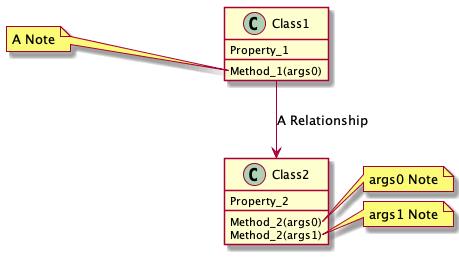 C Class1
A Note
Property_1
Method_1(args0)
A Relationship
C Class2
args0 Note
Property_2
args1 Note
Method_2(args0)
Method_2(args1)